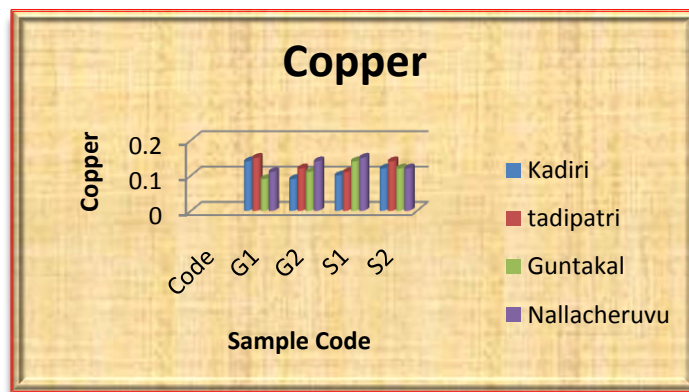 Copper
Copper
0.2
0.1
0
Code
G1
G2
S1
S2
Sample Code
Kadiri
tadipatri
Guntakal
Nallacheruvu